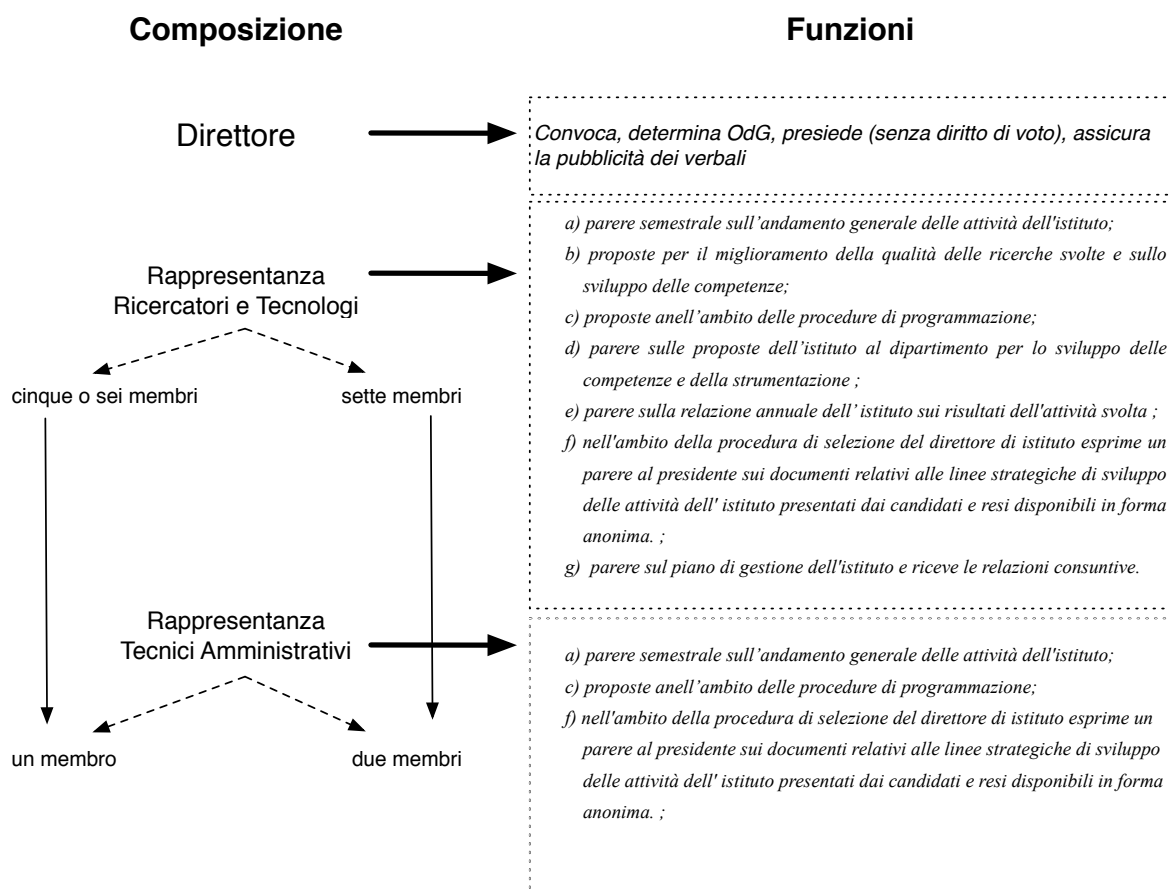 Composizione
Funzioni
Direttore
Convoca, determina OdG, presiede (senza diritto di voto), assicura
la pubblicità dei verbali
Rappresentanza
Ricercatori e Tecnologi
cinque o sei membri
sette membri
a) parere semestrale sull’andamento generale delle attività dell'istituto;
b) proposte per il miglioramento della qualità delle ricerche svolte e sullo
sviluppo delle competenze;
c) proposte anell’ambito delle procedure di programmazione;
d) parere sulle proposte dell’istituto al dipartimento per lo sviluppo delle
competenze e della strumentazione ;
e) parere sulla relazione annuale dell’ istituto sui risultati dell'attività svolta ;
f) nell'ambito della procedura di selezione del direttore di istituto esprime un
parere al presidente sui documenti relativi alle linee strategiche di sviluppo
delle attività dell' istituto presentati dai candidati e resi disponibili in forma
anonima. ;
g) parere sul piano di gestione dell'istituto e riceve le relazioni consuntive.
Rappresentanza
Tecnici Amministrativi
un membro
due membri
a) parere semestrale sull’andamento generale delle attività dell'istituto;
c) proposte anell’ambito delle procedure di programmazione;
f) nell'ambito della procedura di selezione del direttore di istituto esprime un
parere al presidente sui documenti relativi alle linee strategiche di sviluppo
delle attività dell' istituto presentati dai candidati e resi disponibili in forma
anonima. ;